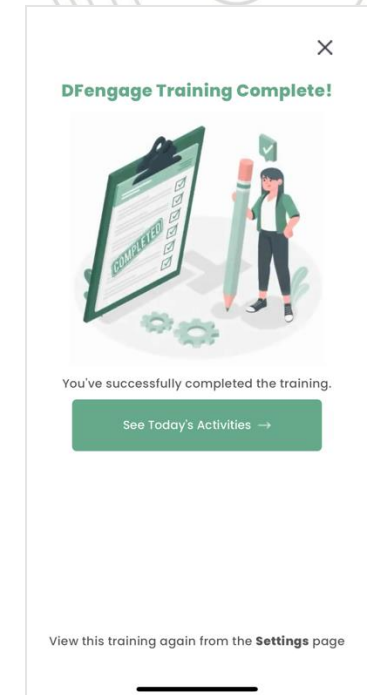 DFengage Training Complete!
COMPLETED
You've successfully completed the training.
See Today's Activities →
View this training again from the Settings page